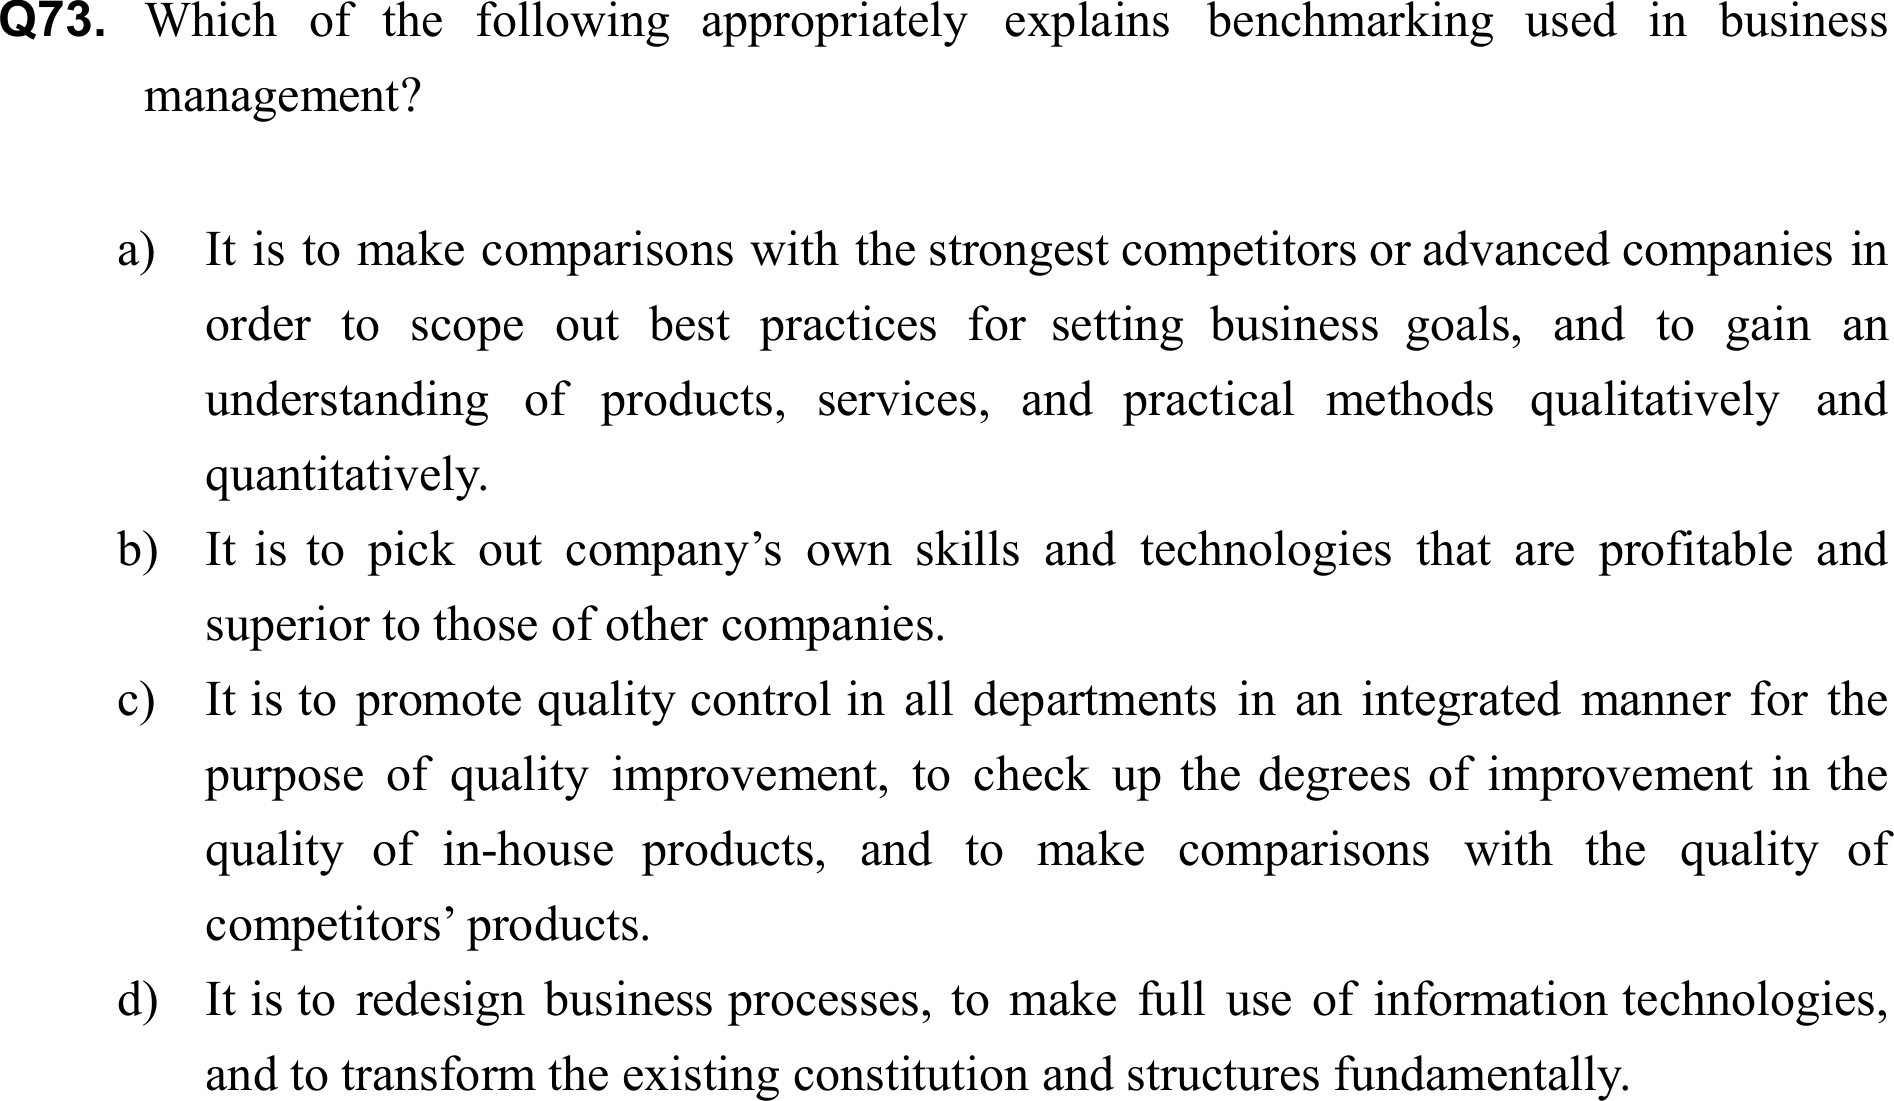 Q73. Which of the following appropriately explains benchmarking used in business
management?
a) It is to make comparisons with the strongest competitors or advanced companies in
order to scope out best practices for setting business goals, and to gain an
understanding of products, services, and practical methods qualitatively and
quantitatively.
b) It is to pick out company’s own skills and technologies that are profitable and
superior to those of other companies.
c) It is to promote quality control in all departments in an integrated manner for the
purpose of quality improvement, to check up the degrees of improvement in the
quality of in-house products, and to make comparisons with the quality of
competitors’ products.
d) It is to redesign business processes, to make full use of information technologies,
and to transform the existing constitution and structures fundamentally.